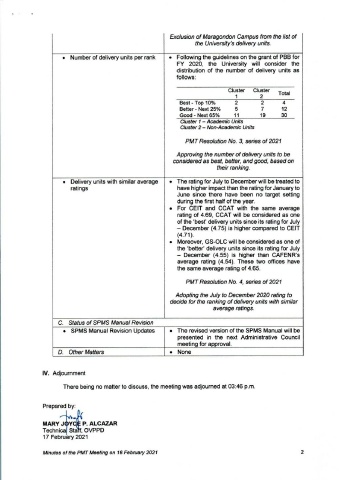 Exclusion of Maragondon Campus from the list of
the University's delivery units.
• Number of delivery units per rank
• Following the guidelines on the grant of PBB for
FY 2020, the University will consider the
distribution of the number of delivery units as
follows:
Cluster 1 Cluster 2 Total
Best - Top 10% 2 2 4
Better - Next 25% 5 7 12
Good - Next 65% 11 19 30
Cluster 1 – Academic Units
Cluster 2 – Non-Academic Units
PMT Resolution No. 3, series of 2021
Approving the number of delivery units to be
considered as best, better, and good, based on
their ranking.
• Delivery units with similar average
ratings
• The rating for July to December will be treated to
have higher impact than the rating for January to
June since there have been no target setting
during the first half of the year.
• For CEIT and CCAT with the same average
rating of 4.69, CCAT will be considered as one
of the 'best' delivery units since its rating for July
– December (4.75) is higher compared to CEIT
(4.71).
• Moreover, GS-OLC will be considered as one of
the 'better' delivery units since its rating for July
– December (4.55) is higher than CAFENR's
average rating (4.54). These two offices have
the same average rating of 4.65.
PMT Resolution No. 4, series of 2021
Adopting the July to December 2020 rating to
decide for the ranking of delivery units with similar
average ratings.
C. Status of SPMS Manual Revision
• SPMS Manual Revision Updates
• The revised version of the SPMS Manual will be
presented in the next Administrative Council
meeting for approval.
D. Other Matters
• None
IV. Adjournment
There being no matter to discuss, the meeting was adjourned at 03:46 p.m.
Prepared by:
MARY JOYCE P. ALCAZAR
Technical Staff, OVPPD
17 February 2021
Minutes of the PMT Meeting on 16 February 2021
2